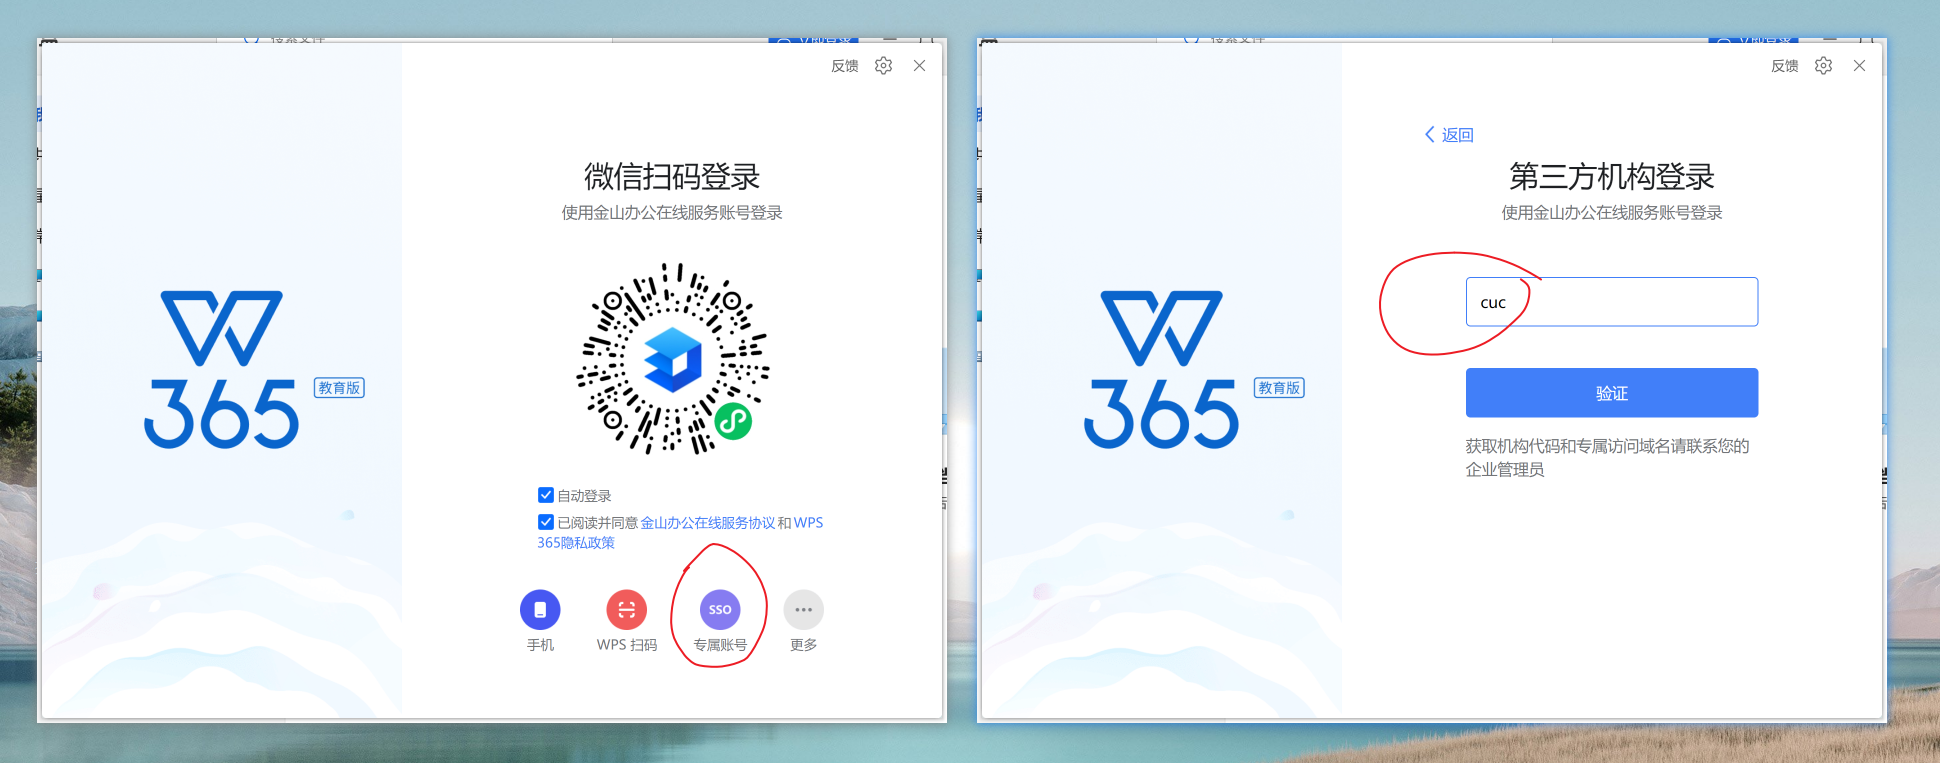 反馈
微信扫码登录
使用金山办公在线服务账号登录
365 教育版
自动登录
已阅读并同意 金山办公在线服务协议 和 WPS
365隐私政策
SSO
手机
WPS 扫码
专属账号
更多
反馈
返回
第三方机构登录
使用金山办公在线服务账号登录
cuc
365 教育版
验证
获取机构代码和专属访问域名请联系您的
企业管理员